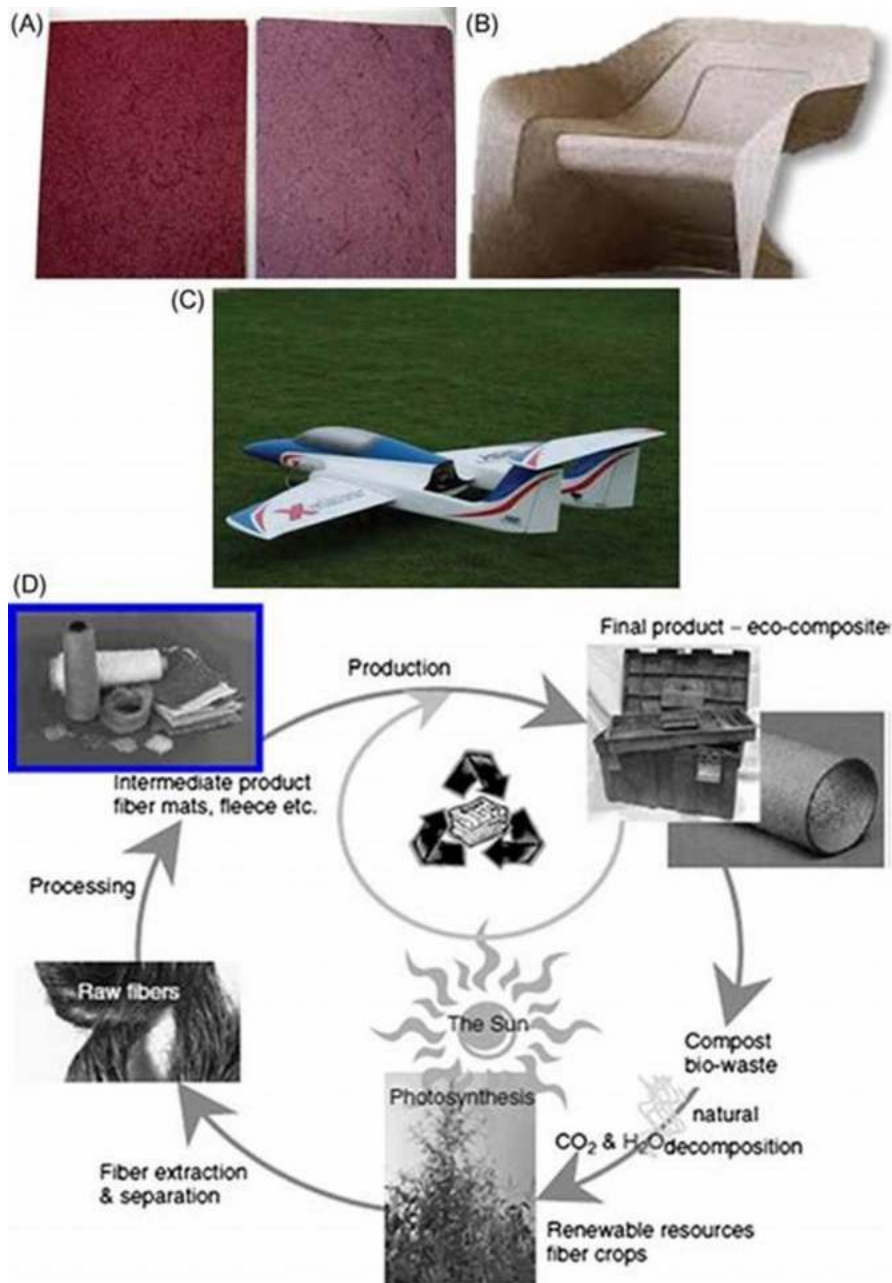 (A)
(B)
(C)
(D)
Final product – eco-composite
Production
Intermediate product
fiber mats, fleece etc.
Processing
Raw fibers
The Sun
Compost
bio-waste
Photosynthesis
natural
CO₂ & H₂O decomposition
Fiber extraction
& separation
Renewable resources
fiber crops